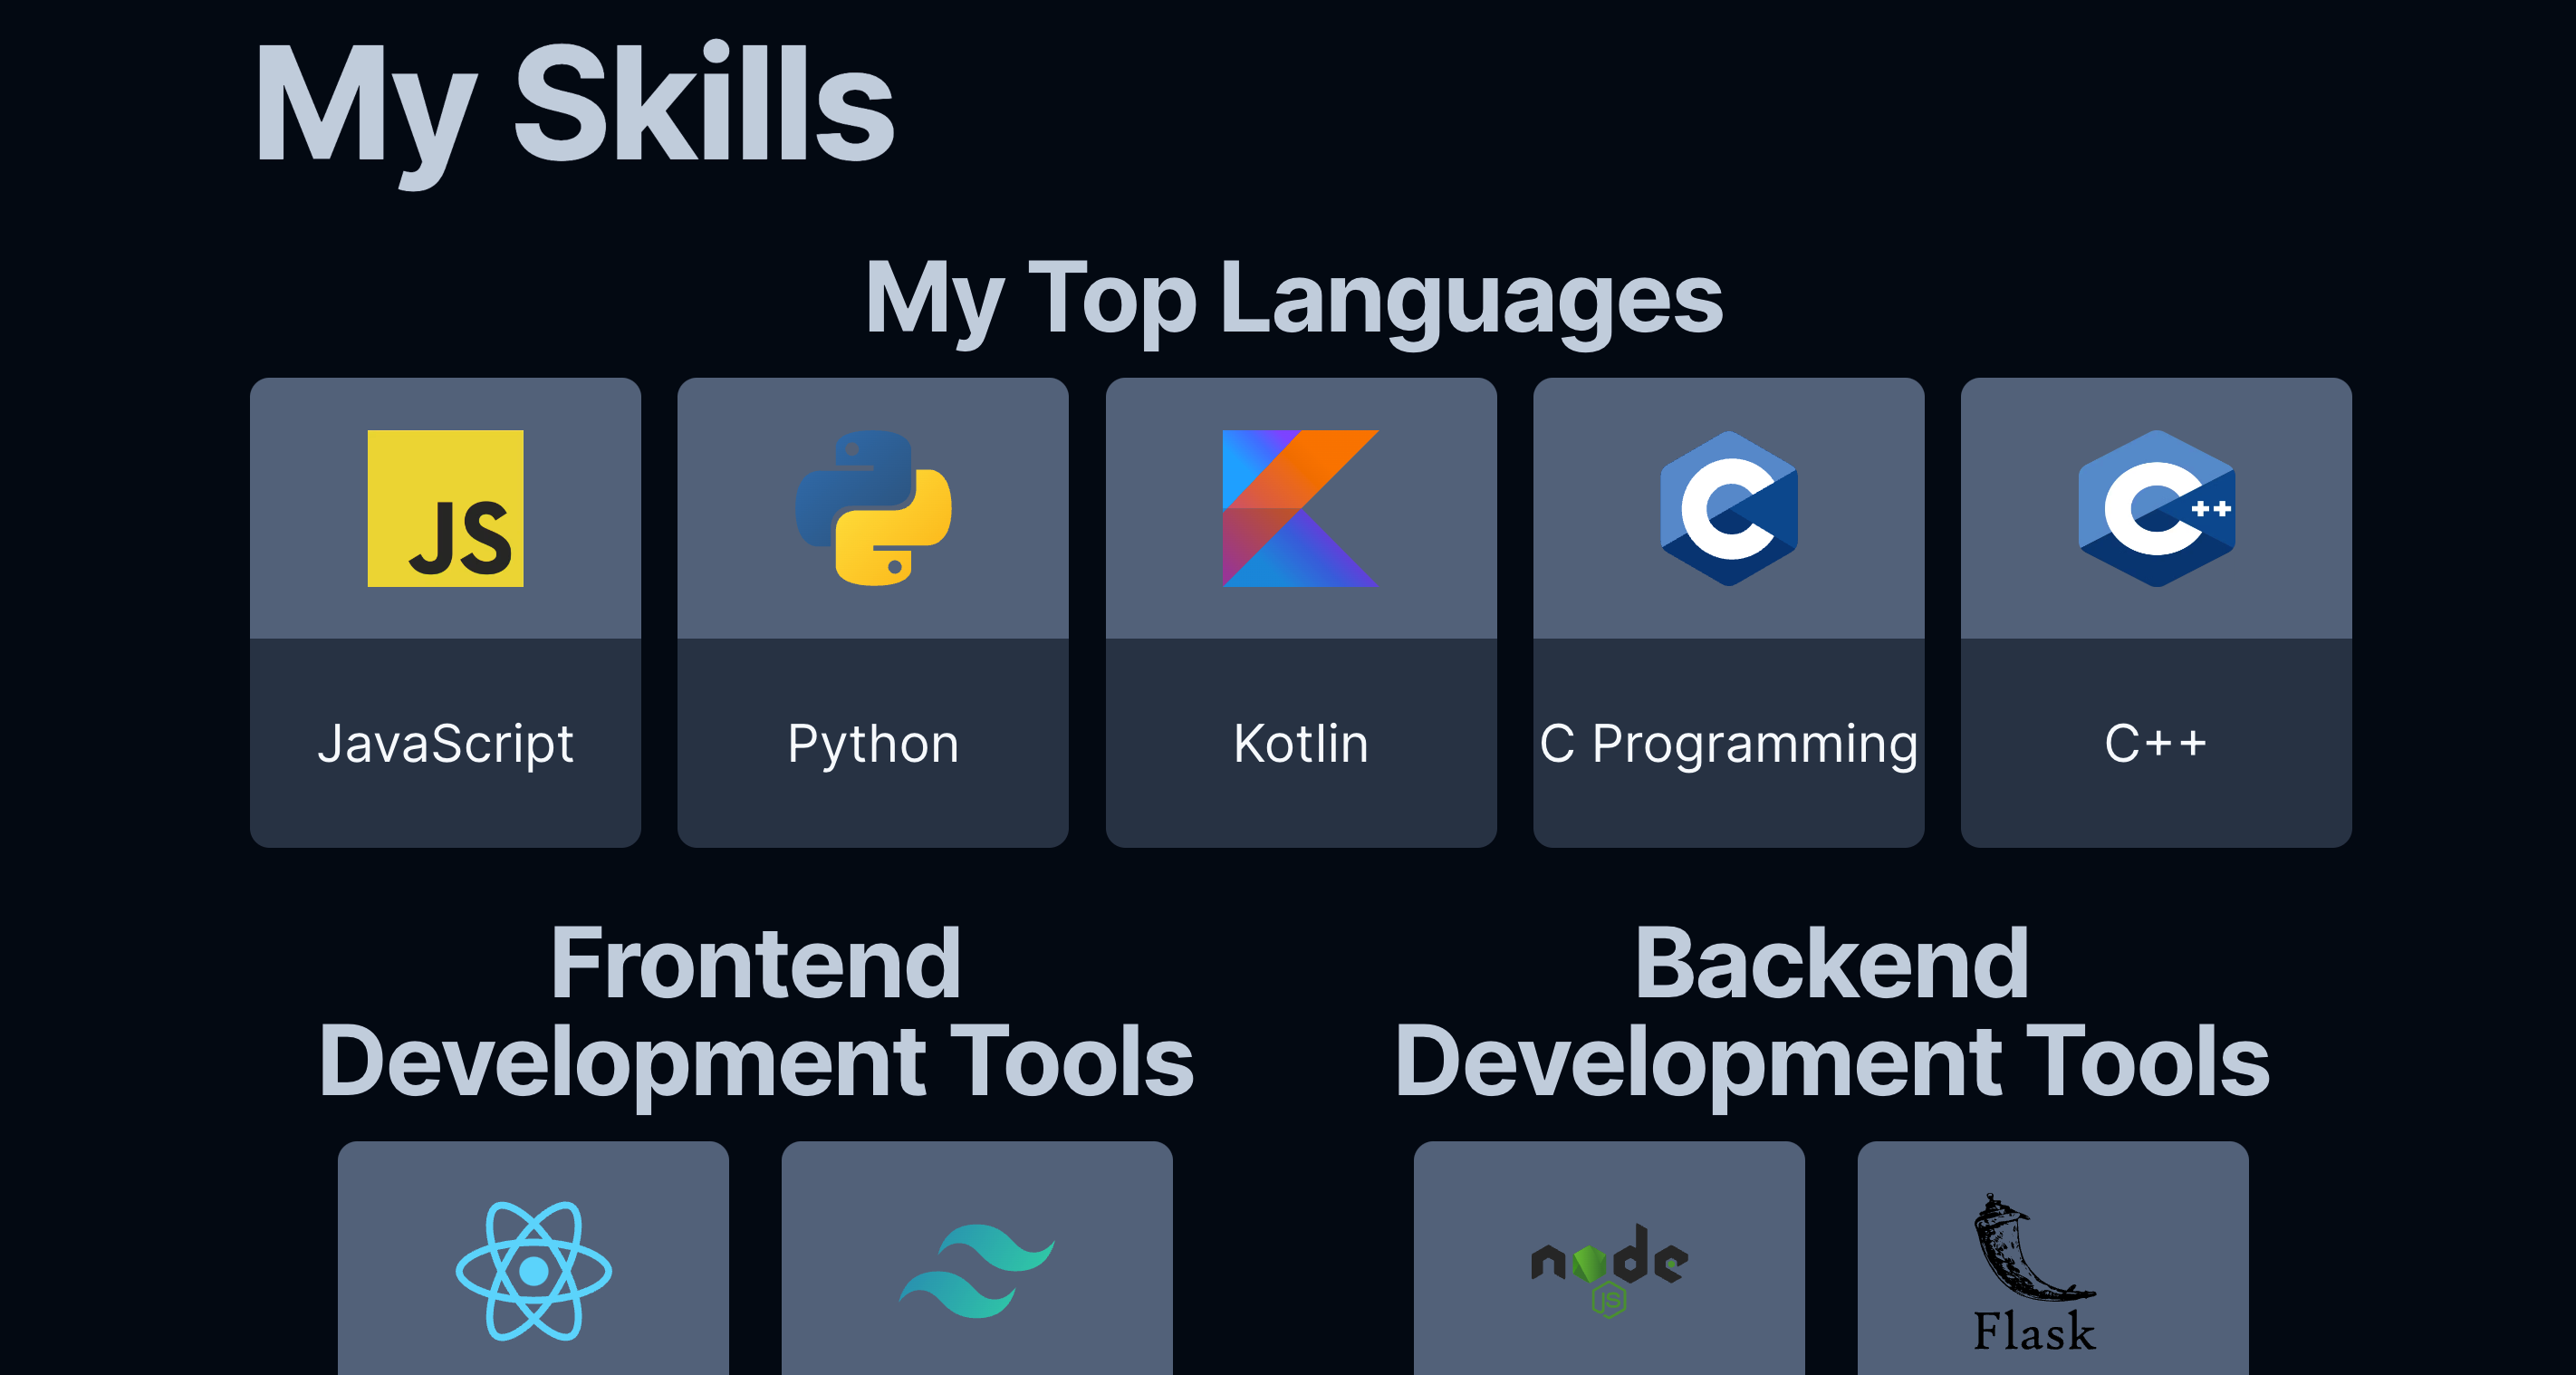 My Skills
My Top Languages
JS
C
C++
JavaScript
Python
Kotlin
C Programming
C++
Frontend
Development Tools
Backend
Development Tools
node
JS
Flask